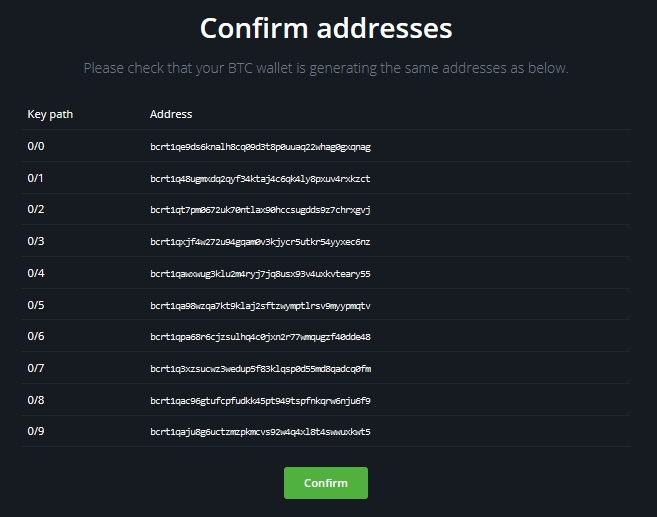 Confirm addresses
Please check that your BTC wallet is generating the same addresses as below.
Key path Address
0/0 bcrt1qe9ds6knalh8cq09d3t8p0uuaq22whag0gxqnag
0/1 bcrt1q48ugmxdq2qyf34ktaj4c6qk4ly8pxuv4rxkzct
0/2 bcrt1qt7pm0672uk70ntlax90hccsugdds9z7chrxgvj
0/3 bcrt1qxjf4w272u94gqam0v3kjycr5utkr54yyxec6nz
0/4 bcrt1qawxwug3klu2m4ryj7jq8usx93v4uxkvteary55
0/5 bcrt1qa98wzqa7kt9klaj2sftzwymptlrsv9myypmqtv
0/6 bcrt1qpa68r6cjzsulhq4c0jxn2r77wmqugzf40dde48
0/7 bcrt1q3xzsucwz3wedup5f83klqsp0d55md8qadcq0fm
0/8 bcrt1qac96gtufcpfudkk45pt949tspfnkqrw6nju6f9
0/9 bcrt1qaju8g6uctzmzpkmcvs92w4q4xl8t4swwuxkwt5
Confirm